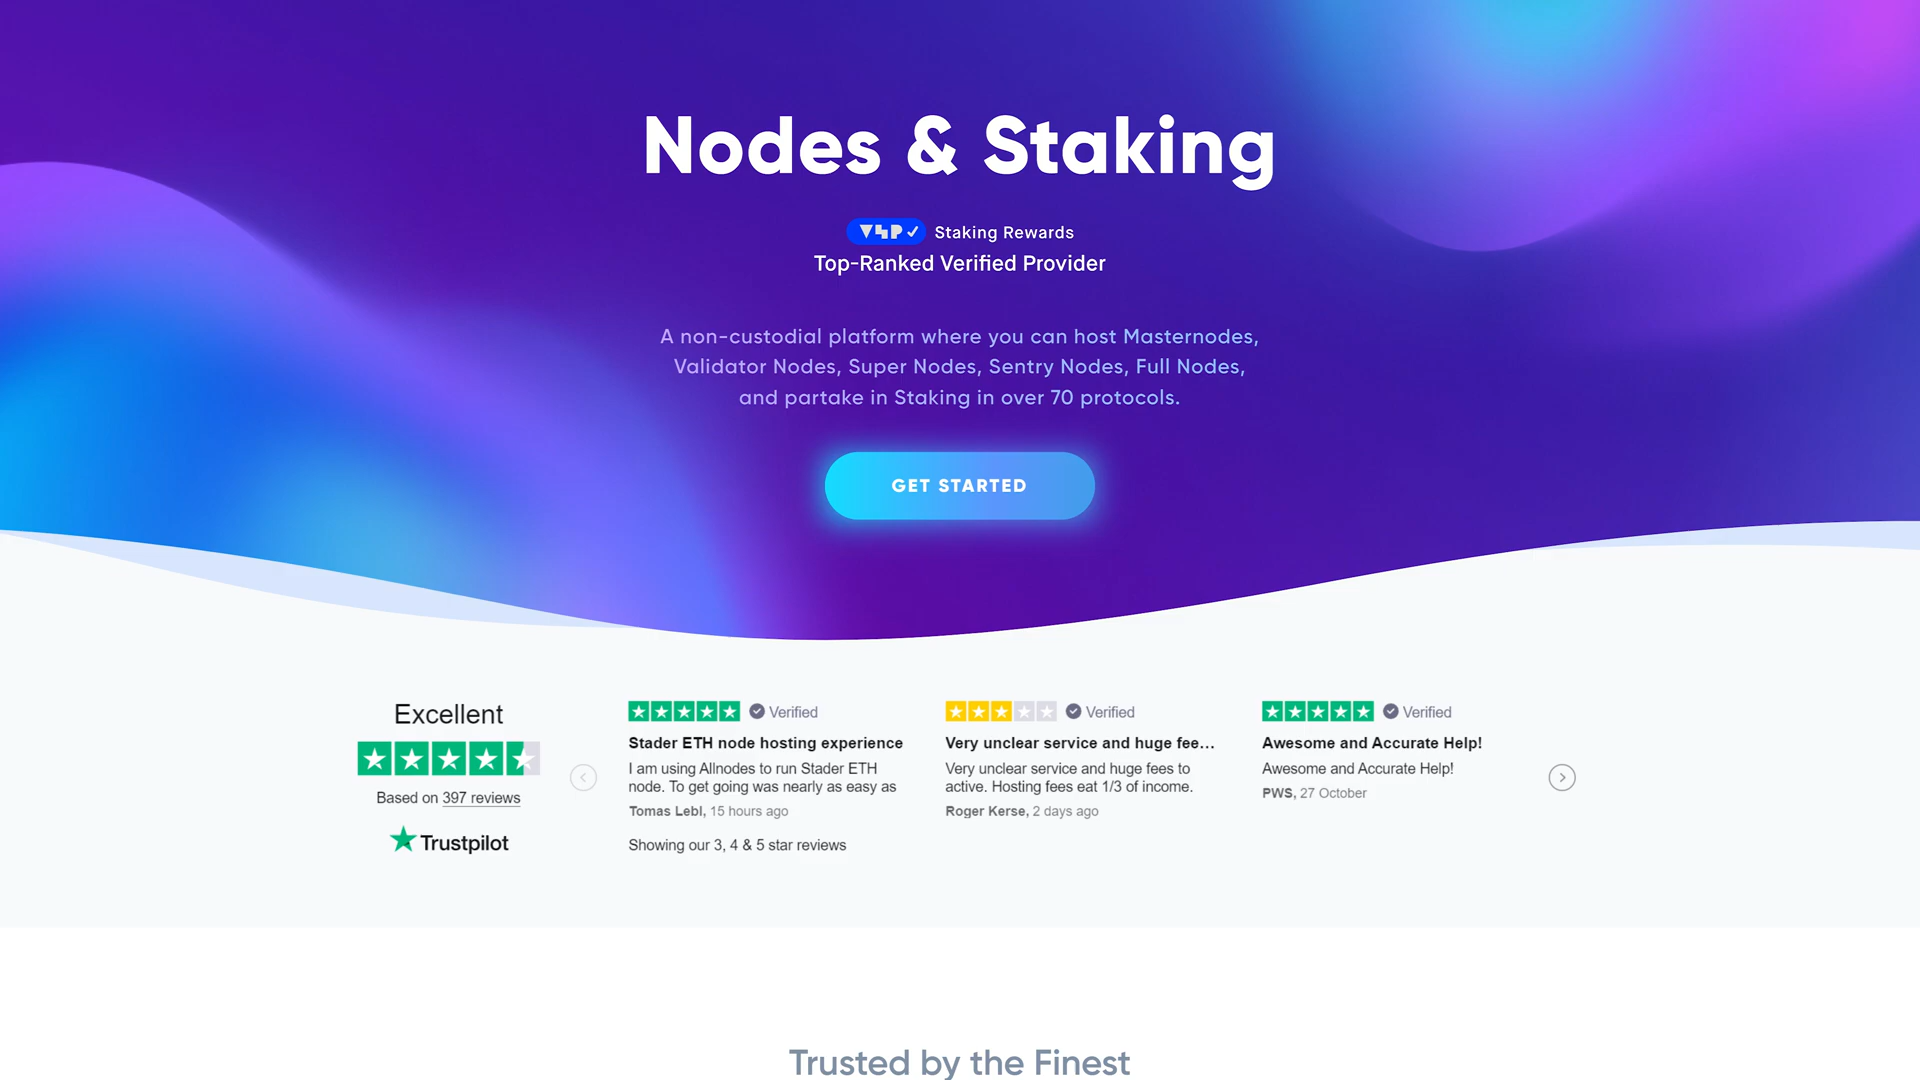 Nodes & Staking
VSP Staking Rewards
Top-Ranked Verified Provider
A non-custodial platform where you can host Masternodes,
Validator Nodes, Super Nodes, Sentry Nodes, Full Nodes,
and partake in Staking in over 70 protocols.
GET STARTED
Excellent
Based on 397 reviews
Trustpilot
Verified
Stader ETH node hosting experience
I am using Allnodes to run Stader ETH
node. To get going was nearly as easy as
Tomas Lebl, 15 hours ago
Showing our 3, 4 & 5 star reviews
Verified
Very unclear service and huge fee...
Very unclear service and huge fees to
active. Hosting fees eat 1/3 of income.
Roger Kerse, 2 days ago
Verified
Awesome and Accurate Help!
Awesome and Accurate Help!
PWS, 27 October
Trusted by the Finest